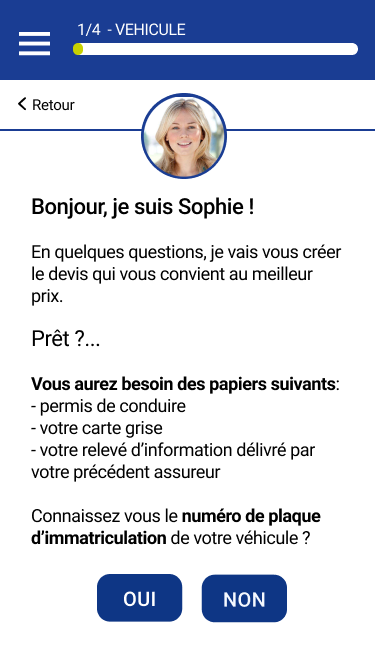 1/4 - VEHICULE
Retour
Bonjour, je suis Sophie !
En quelques questions, je vais vous créer
le devis qui vous convient au meilleur
prix.
Prêt ?...
Vous aurez besoin des papiers suivants:
- permis de conduire
- votre carte grise
- votre relevé d'information délivré par
votre précédent assureur
Connaissez vous le numéro de plaque
d'immatriculation de votre véhicule ?
OUI NON